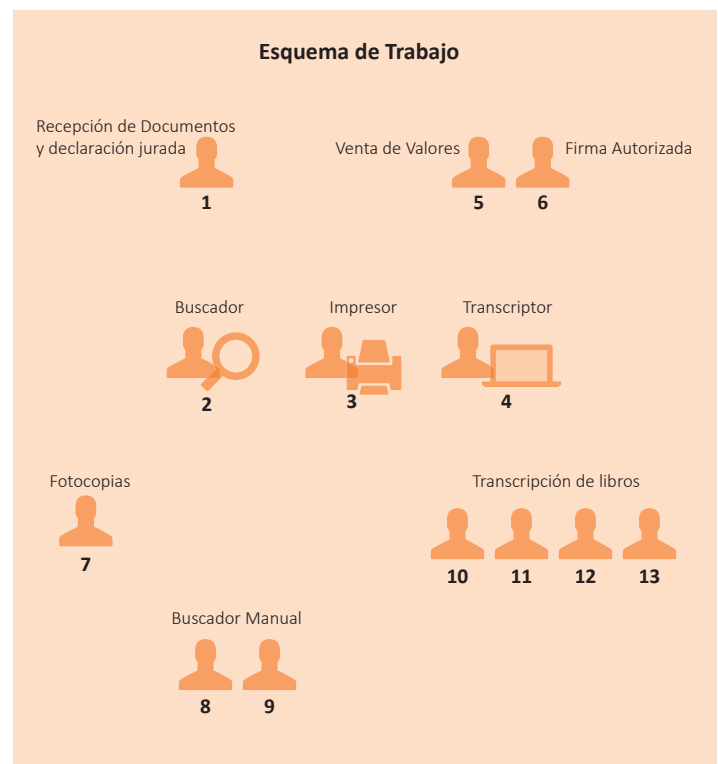 Esquema de Trabajo
Recepción de Documentos
y declaración jurada
1
Venta de Valores
5
Firma Autorizada
6
Buscador
2
Impresor
3
Transcriptor
4
Fotocopias
7
Transcripción de libros
10 11 12 13
Buscador Manual
8 9